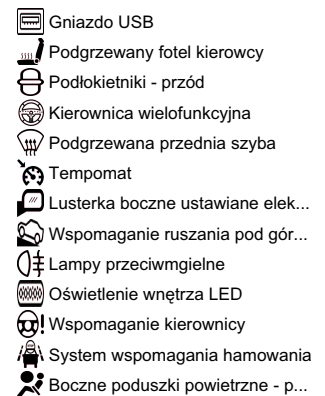 Gniazdo USB
Podgrzewany fotel kierowcy
Podłokietniki - przód
Kierownica wielofunkcyjna
Podgrzewana przednia szyba
Tempomat
Lusterka boczne ustawiane elek...
Wspomaganie ruszania pod gór...
Lampy przeciwmgielne
Oświetlenie wnętrza LED
Wspomaganie kierownicy
System wspomagania hamowania
Boczne poduszki powietrzne - p...